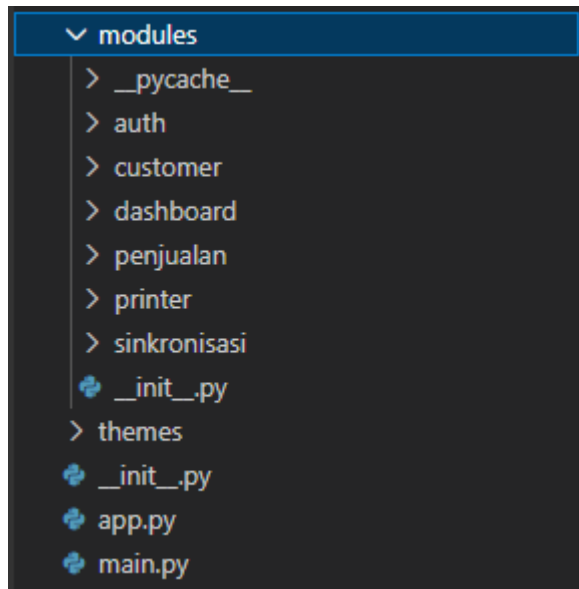 modules
__pycache__
auth
customer
dashboard
penjualan
printer
sinkronisasi
__init__.py
themes
__init__.py
app.py
main.py